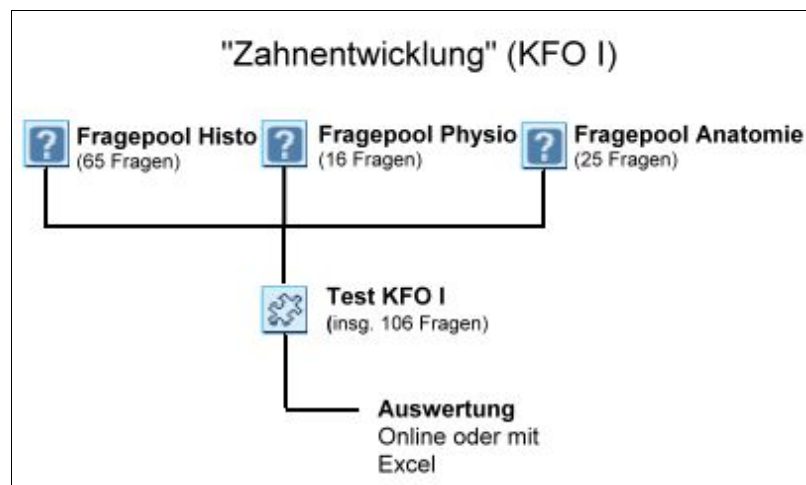 "Zahnentwicklung" (KFO I)
Fragepool Histo
(65 Fragen)
Fragepool Physio
(16 Fragen)
Fragepool Anatomie
(25 Fragen)
Test KFO I
(insg. 106 Fragen)
Auswertung
Online oder mit
Excel